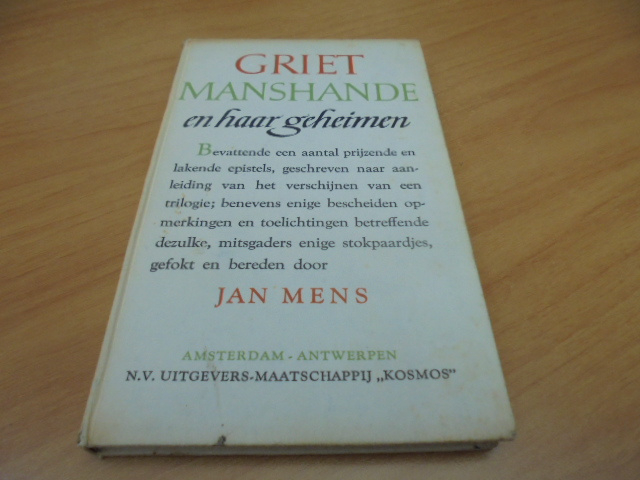 GRIET
MANSHANDE
en haar geheimen
Bevattende een aantal prijzende en
lakende epistels, geschreven naar aan-
leiding van het verschijnen van een
trilogie; benevens enige bescheiden op-
merkingen en toelichtingen betreffende
dezulke, mitsgaders enige stokpaardjes,
gefokt en bereden door
JAN MENS
AMSTERDAM - ANTWERPEN
N.V. UITGEVERS-MAATSCHAPPIJ „KOSMOS”